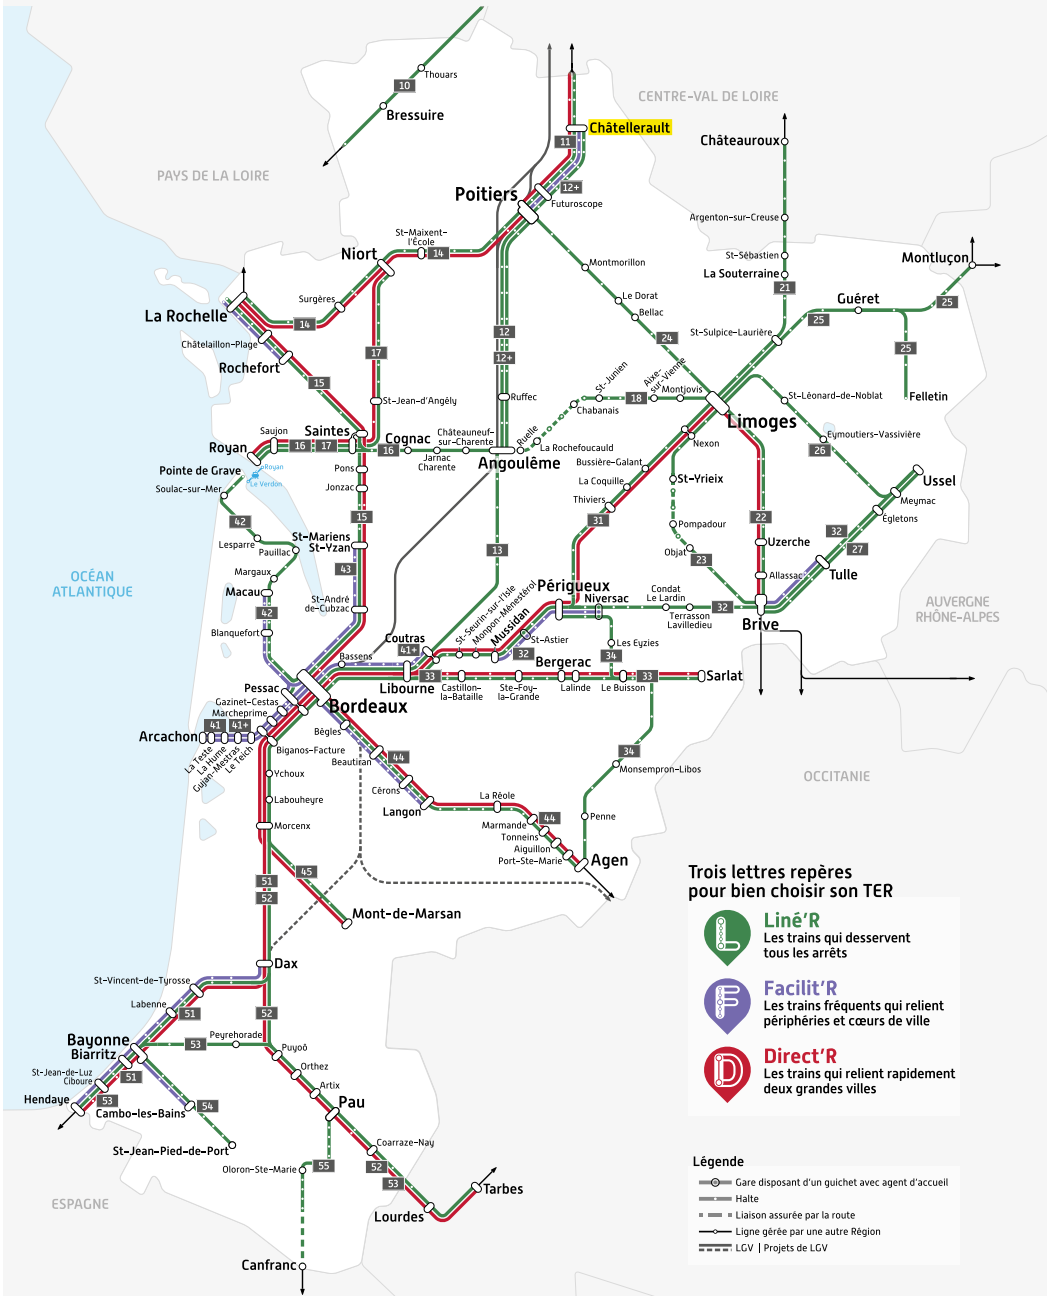 Thouars
10
Bressuire
CENTRE-VAL DE LOIRE
Châtellerault
11
Châteauroux
PAYS DE LA LOIRE
12+
Poitiers
Futuroscope
Argenton-sur-Creuse
St-Maixent-
l'École
14
Niort
St-Sébastien
Montluçon
Montmorillon
La Souterraine
21
Le Dorat
Surgères
La Rochelle
14
Bellac
Guéret
25
25
St-Sulpice-Laurière
12
24
Châtelaillon-Plage
17
25
12+
Rochefort
15
St-Junien
Aixe-
sur-Vienne
Montjovis
St-Jean-d'Angély
Ruffec
18
Chabanais
St-Léonard-de-Noblat
Felletin
Limoges
Saujon
Saintes
Cognac
Châteauneuf-
sur-Charente
Ruelle
Eymoutiers-Vassivière
Royan
16
17
16
Jarnac
Charente
La Rochefoucauld
Nexon
26
Angoulême
Pointe de Grave
Royan
Le Verdon
Pons
Bussière-Galant
Soulac-sur-Mer
Jonzac
La Coquille
St-Yrieix
Ussel
Meymac
Thiviers
Égletons
42
15
31
Pompadour
22
32
27
Lesparre
St-Mariens
St-Yzan
Uzerche
Pauillac
13
Objat
23
43
Margaux
Allassac
Tulle
OCÉAN
ATLANTIQUE
Macau
Périgueux
Niversac
Condat
Le Lardin
42
St-André
de-Cubzac
St-Seurin-sur-l'Isle
Monpon-Ménestérol
Mussidan
32
Terrasson
Lavilledieu
Brive
AUVERGNE
RHÔNE-ALPES
Blanquefort
Coutras
41+
St-Astier
32
Les Eyzies
34
Bassens
Bergerac
33
33
Sarlat
Pessac
Libourne
Castillon-
la-Bataille
Ste-Foy-
la-Grande
Lalinde
Le Buisson
Gazinet-Cestas
Marcheprime
Bordeaux
41
41+
Arcachon
La Teste
La Hume
Gujan-Mestras
Le Teich
Bègles
Biganos-Facture
Beautiran
44
34
Ychoux
Monsempron-Libos
OCCITANIE
Cérons
Labouheyre
Langon
La Réole
Morcenx
Marmande
44
Penne
Tonneins
Aiguillon
Port-Ste-Marie
Agen
45
51
52
Mont-de-Marsan
Trois lettres repères
pour bien choisir son TER
Liné'R
Les trains qui desservent
tous les arrêts
Dax
St-Vincent-de-Tyrosse
Facilit'R
Les trains fréquents qui relient
périphéries et cœurs de ville
Labenne
51
52
Bayonne
Peyrehorade
53
Biarritz
Puyoô
Direct'R
Les trains qui relient rapidement
deux grandes villes
St-Jean-de-Luz
Ciboure
51
Orthez
Artix
Hendaye
53
Cambo-les-Bains
54
Pau
St-Jean-Pied-de-Port
Coarraze-Nay
Oloron-Ste-Marie
55
52
53
Légende
Gare disposant d'un guichet avec agent d'accueil
Tarbes
Halte
ESPAGNE
Lourdes
Liaison assurée par la route
Ligne gérée par une autre Région
LGV | Projets de LGV
Canfranc